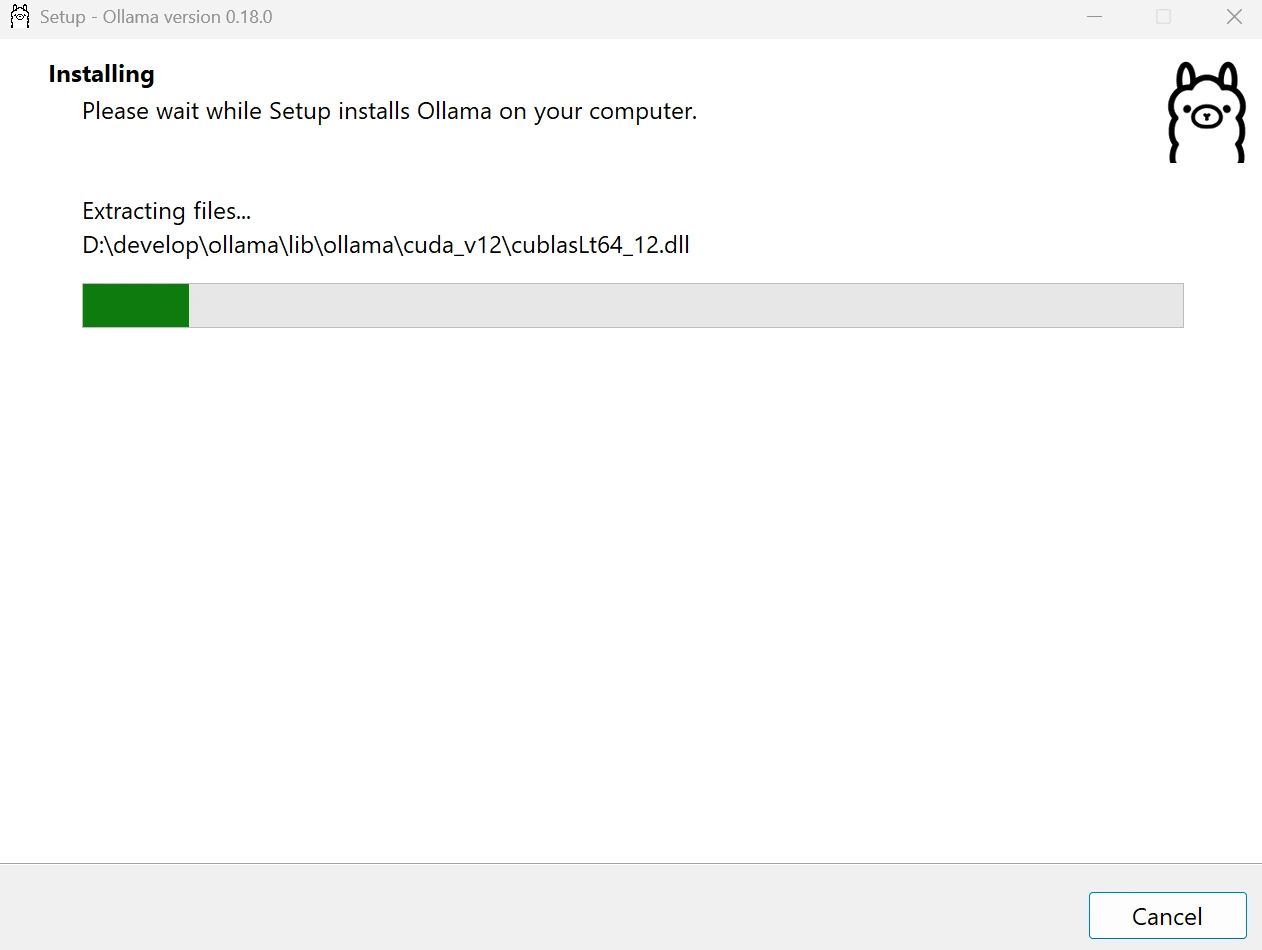 Setup - Ollama version 0.18.0
Installing
Please wait while Setup installs Ollama on your computer.
Extracting files...
D:\develop\ollama\lib\ollama\cuda_v12\cublasLt64_12.dll
Cancel